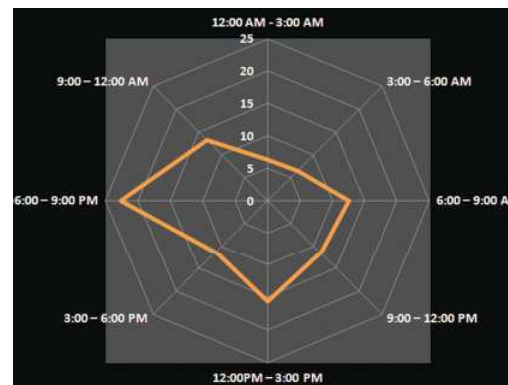 12:00 AM - 3:00 AM
25
9:00 – 12:00 AM
3:00 – 6:00 AM
20
15
10
5
6:00 – 9:00 PM
0
6:00 – 9:00 A
3:00 – 6:00 PM
9:00 – 12:00 PM
12:00PM – 3:00 PM